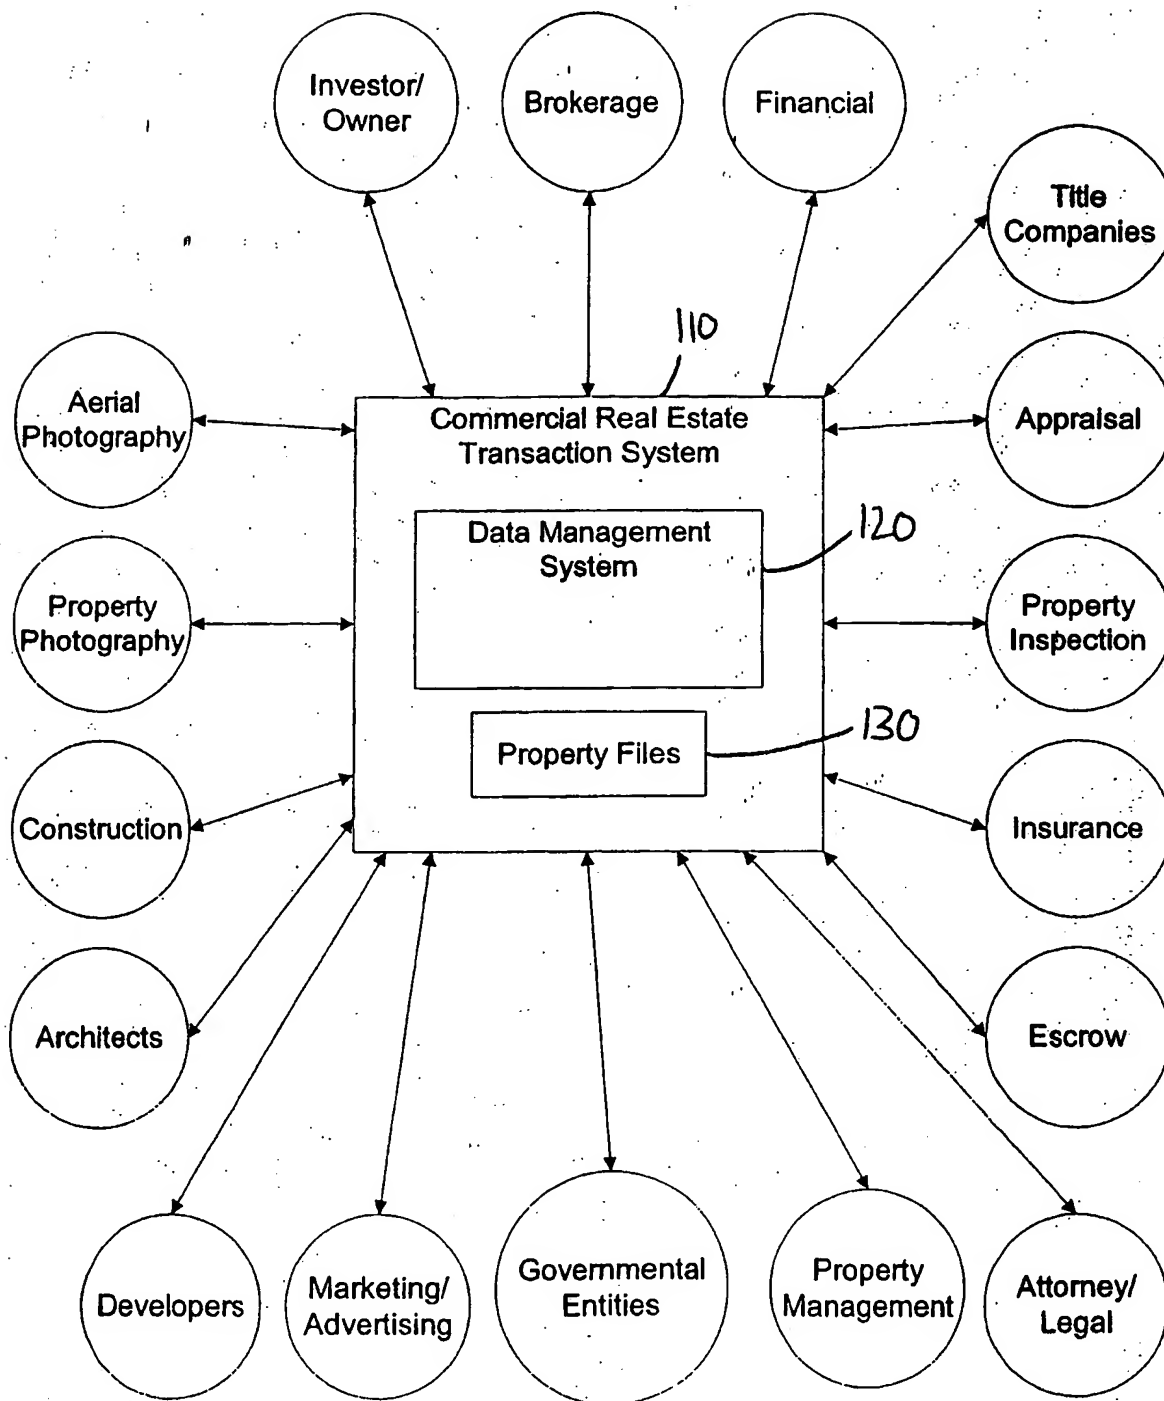 Investor/
Owner
Brokerage
Financial
Title
Companies
110
Aerial
Photography
Commercial Real Estate
Transaction System
Appraisal
Data Management
System
120
Property
Photography
Property
Inspection
Property Files
130
Construction
Insurance
Architects
Escrow
Developers
Marketing/
Advertising
Governmental
Entities
Property
Management
Attorney/
Legal